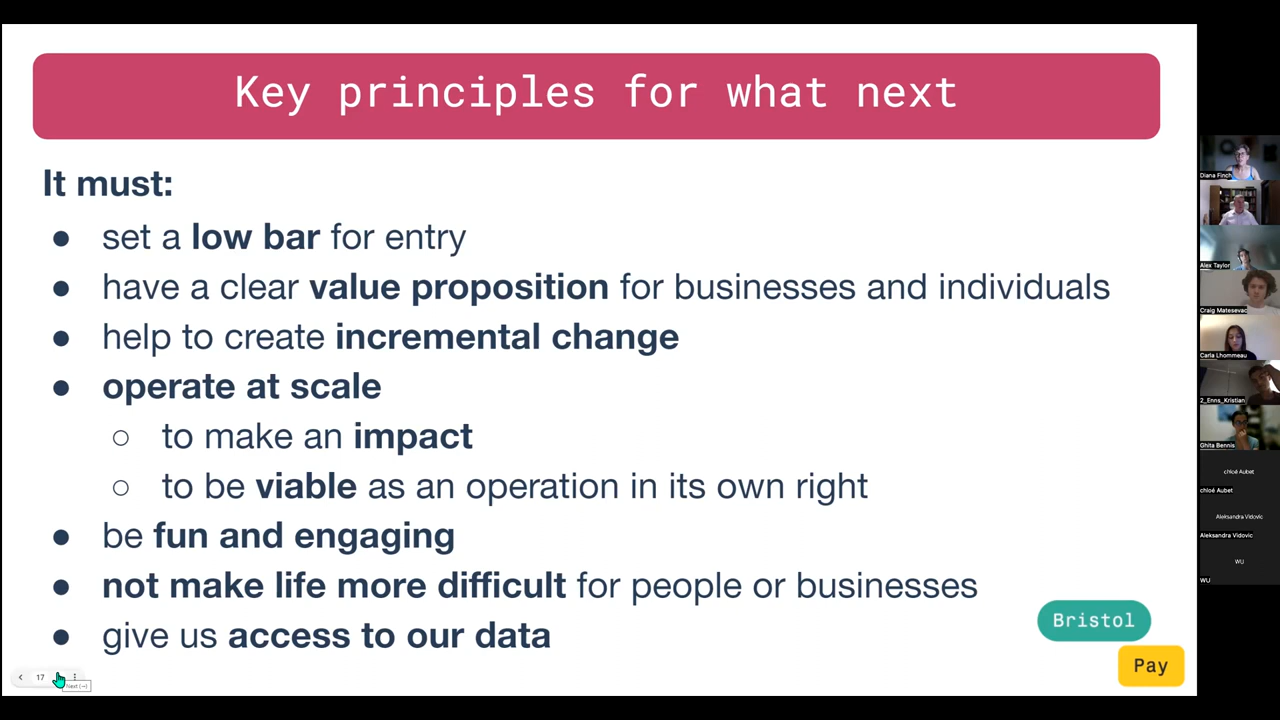 Key principles for what next
It must:
● set a low bar for entry
● have a clear value proposition for businesses and individuals
● help to create incremental change
● operate at scale
○ to make an impact
○ to be viable as an operation in its own right
● be fun and engaging
● not make life more difficult for people or businesses
● give us access to our data
Bristol
Pay
17
Next (→)
Diana Finch
Alex Taylor
Craig Matesevac
Carla Lhommeau
2_Enns_Kristian
Ghita Bennis
chloé Aubet
chloé Aubet
Aleksandra Vidovic
Aleksandra Vidovic
WU
WU